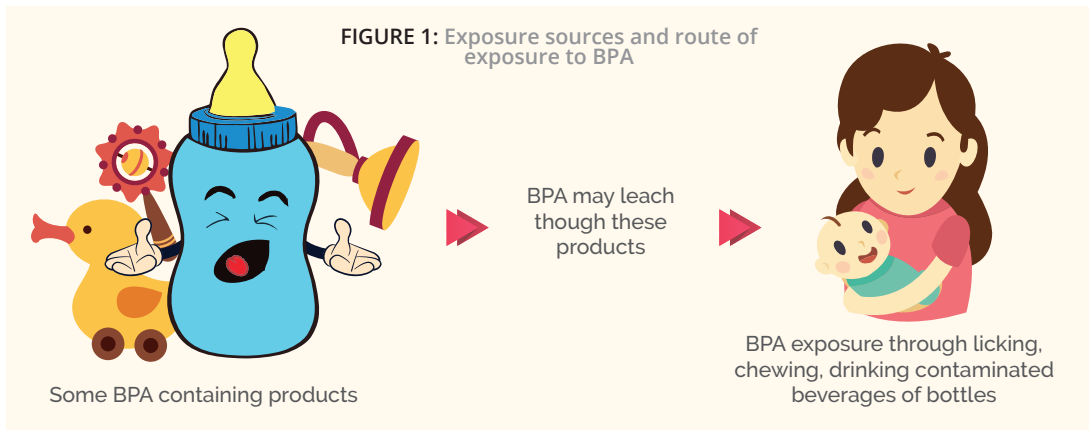 FIGURE 1: Exposure sources and route of
exposure to BPA
BPA may leach
though these
products
Some BPA containing products
BPA exposure through licking,
chewing, drinking contaminated
beverages of bottles